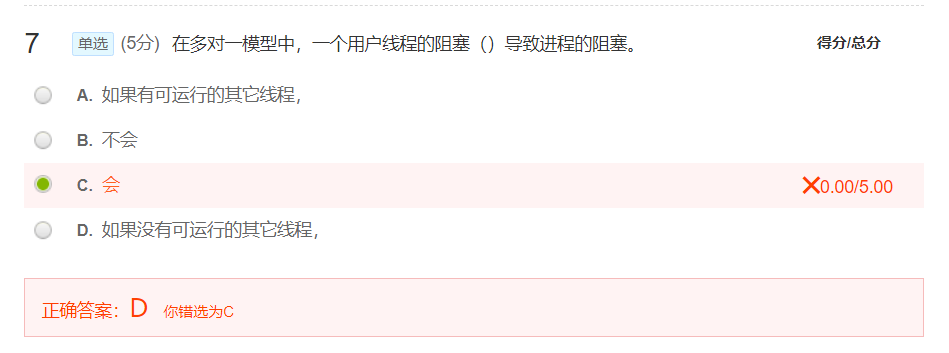 7 单选 (5分) 在多对一模型中，一个用户线程的阻塞（）导致进程的阻塞。 得分/总分
A. 如果有可运行的其它线程，
B. 不会
C. 会 ×0.00/5.00
D. 如果没有可运行的其它线程，
正确答案：D 你错选为C